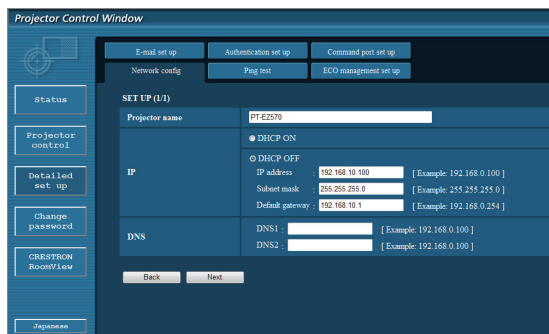 Projector Control Window
E-mail set up
Authentication set up
Command port set up
Network config
Ping test
ECO management set up
Status
Projector
control
Detailed
set up
Change
password
CRESTRON
RoomView
Japanese
SET UP (1/1)
Projector name
PT-EZ570
IP
DHCP ON
DHCP OFF
IP address : 192.168.10.100 [ Example: 192.168.0.100 ]
Subnet mask : 255.255.255.0 [ Example: 255.255.255.0 ]
Default gateway : 192.168.10.1 [ Example: 192.168.0.254 ]
DNS
DNS1 : [ Example: 192.168.0.100 ]
DNS2 : [ Example: 192.168.0.100 ]
Back
Next